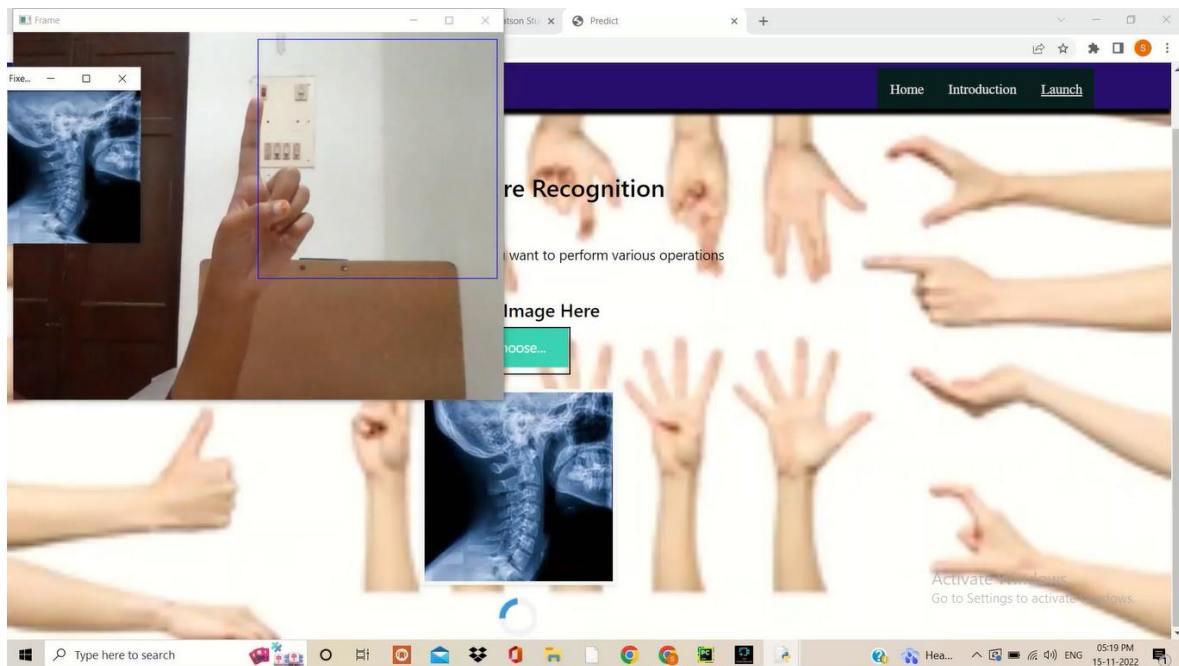 Frame
atson Stu
Predict
Fixe...
S
Home Introduction Launch
re Recognition
want to perform various operations
Image Here
hoose...
Activate Windows
Go to Settings to activate Windows.
Type here to search
Hea...
ENG
05:19 PM
15-11-2022